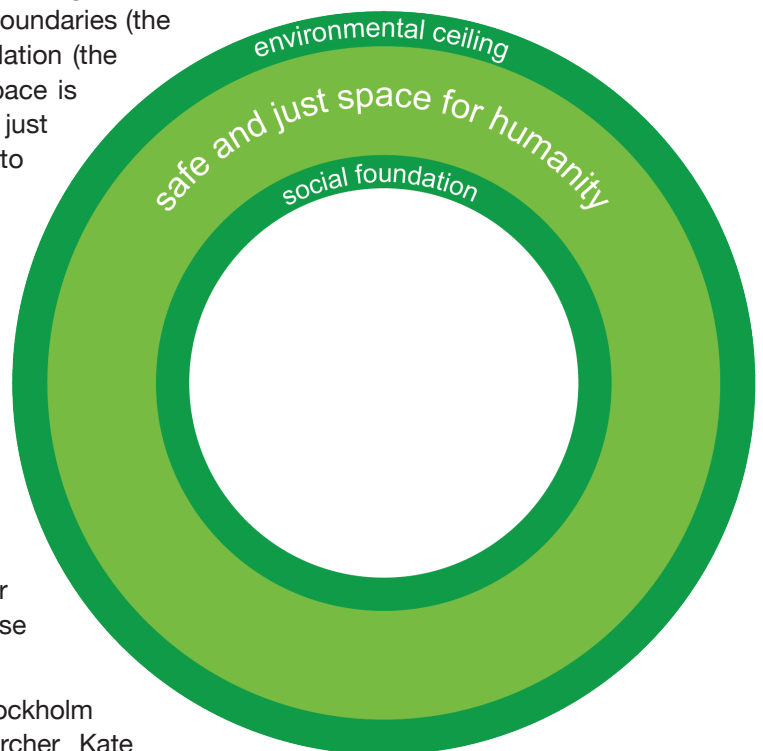 oundaries (the
lation (the
pace is
just
to
environmental ceiling
safe and just space for humanity
social foundation
r
se
ockholm
rcher Kate